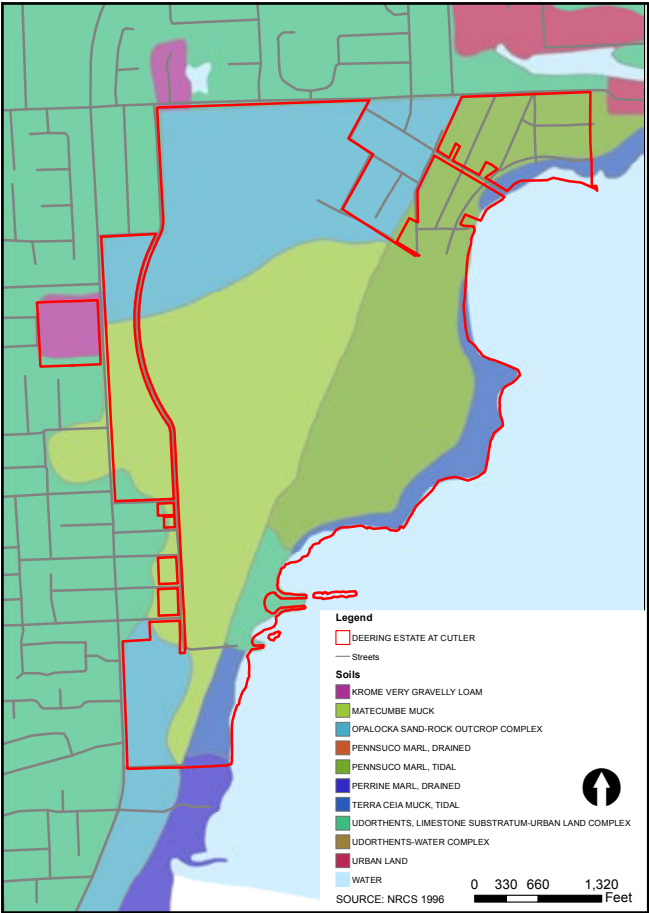 Legend
DEERING ESTATE AT CUTLER
Streets
Soils
KROME VERY GRAVELLY LOAM
MATECUMBE MUCK
OPALOCKA SAND-ROCK OUTCROP COMPLEX
PENNSUCO MARL, DRAINED
PENNSUCO MARL, TIDAL
PERRINE MARL, DRAINED
TERRA CEIA MUCK, TIDAL
UDORTHENTS, LIMESTONE SUBSTRATUM-URBAN LAND COMPLEX
UDORTHENTS-WATER COMPLEX
URBAN LAND
WATER
SOURCE: NRCS 1996
0 330 660 1,320
Feet